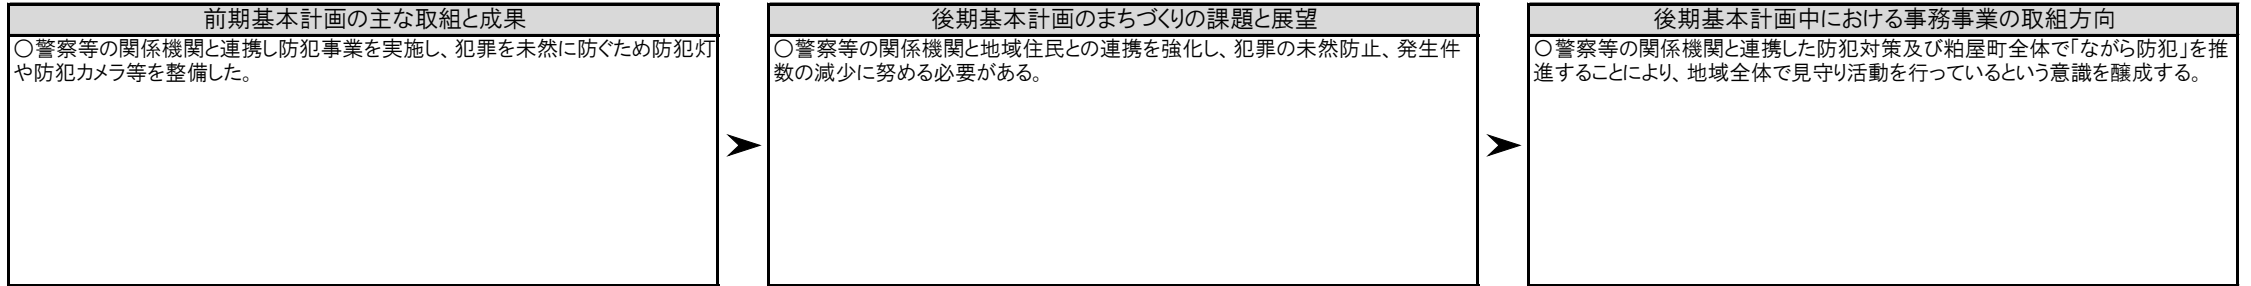 前期基本計画の主な取組と成果
〇警察等の関係機関と連携し防犯事業を実施し、犯罪を未然に防ぐため防犯灯
や防犯カメラ等を整備した。
後期基本計画のまちづくりの課題と展望
〇警察等の関係機関と地域住民との連携を強化し、犯罪の未然防止、発生件
数の減少に努める必要がある。
後期基本計画中における事務事業の取組方向
〇警察等の関係機関と連携した防犯対策及び粕屋町全体で「ながら防犯」を推
進することにより、地域全体で見守り活動を行っているという意識を醸成する。